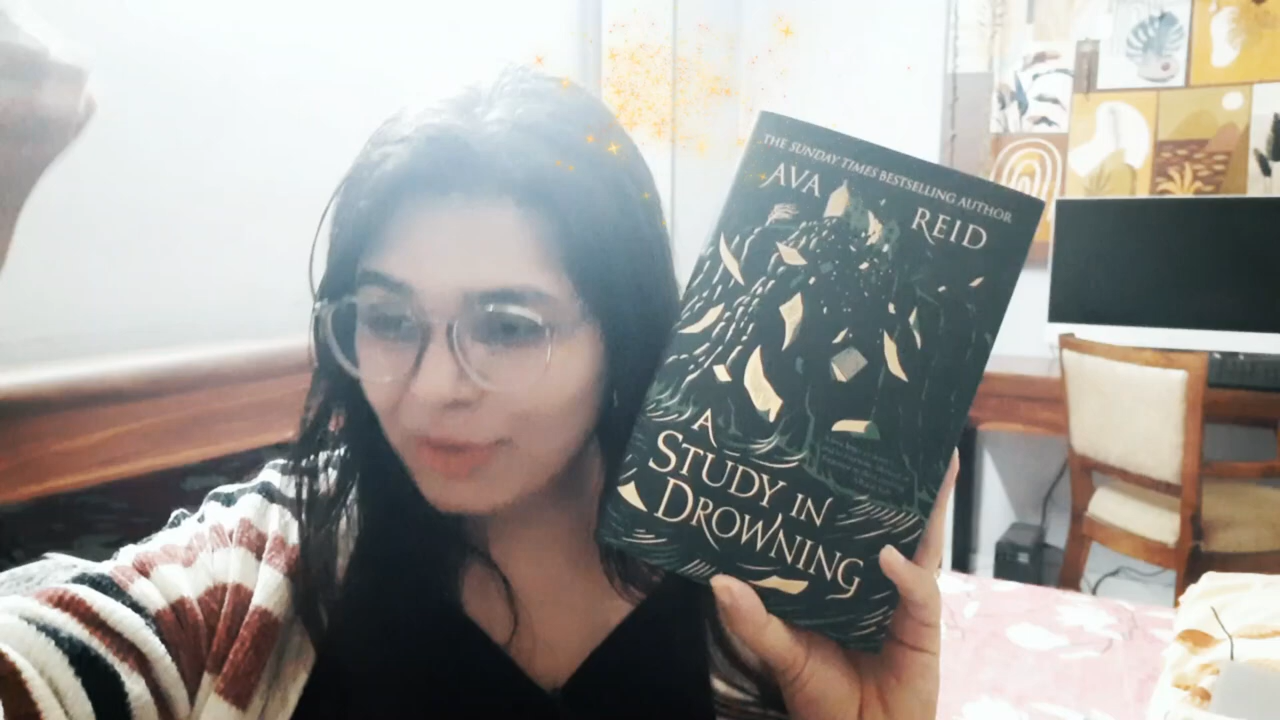 THE SUNDAY TIMES BESTSELLING AUTHOR
AVA
REID
A
STUDY IN
DROWNING